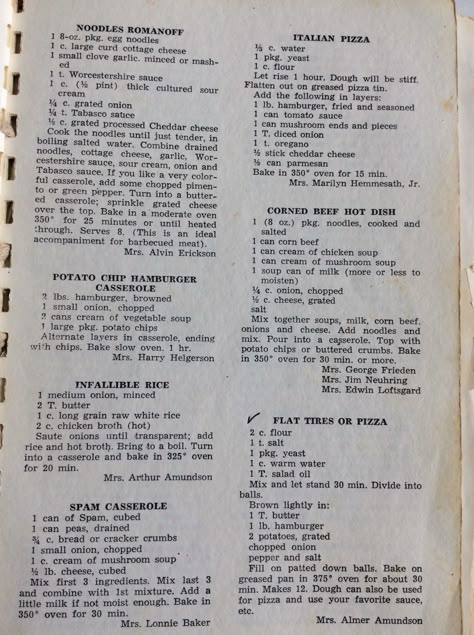 NOODLES ROMANOFF
1 8-oz. pkg. egg noodles
1 c. large curd cottage cheese
1 small clove garlic, minced or mash-
ed
1 t. Worcestershire sauce
1 c. (½ pint) thick cultured sour
cream
¼ c. grated onion
¼ t. Tabasco satce
½ c. grated processed Cheddar cheese
Cook the noodles until just tender, in
boiling salted water. Combine drained
noodles, cottage cheese, garlic, Wor-
cestershire sauce, sour cream, onion and
Tabasco sauce. If you like a very color-
ful casserole, add some chopped pimen-
to or green pepper. Turn into a butter-
ed casserole; sprinkle grated cheese
over the top. Bake in a moderate oven
350° for 25 minutes or until heated
through. Serves 8. (This is an ideal
accompaniment for barbecued meat).
Mrs. Alvin Erickson
POTATO CHIP HAMBURGER
CASSEROLE
2 lbs. hamburger, browned
1 small onion, chopped
2 cans cream of vegetable soup
1 large pkg. potato chips
Alternate layers in casserole, ending
with chips. Bake slow oven. 1 hr.
Mrs. Harry Helgerson
INFALLIBLE RICE
1 medium onion, minced
2 T. butter
1 c. long grain raw white rice
2 c. chicken broth (hot)
Saute onions until transparent; add
rice and hot broth. Bring to a boil. Turn
into a casserole and bake in 325° oven
for 20 min.
Mrs. Arthur Amundson
SPAM CASSEROLE
1 can of Spam, cubed
1 can peas, drained
¾ c. bread or cracker crumbs
1 small onion, chopped
1 c. cream of mushroom soup
½ lb. cheese, cubed
Mix first 3 ingredients. Mix last 3
and combine with 1st mixture. Add a
little milk if not moist enough. Bake in
350° oven for 30 min.
Mrs. Lonnie Baker
ITALIAN PIZZA
⅓ c. water
1 pkg. yeast
1 c. flour
Let rise 1 hour. Dough will be stiff.
Flatten out on greased pizza tin.
Add the following in layers:
1 lb. hamburger, fried and seasoned
1 can tomato sauce
1 can mushroom ends and pieces
1 T. diced onion
1 t. oregano
½ stick cheddar cheese
½ can parmesan
Bake in 350° oven for 15 min.
Mrs. Marilyn Hemmesath, Jr.
CORNED BEEF HOT DISH
1 (8 oz.) pkg. noodles, cooked and
salted
1 can corn beef
1 can cream of chicken soup
1 can cream of mushroom soup
1 soup can of milk (more or less to
moisten)
¼ c. onion, chopped
½ c. cheese, grated
salt
Mix together soups, milk, corn beef,
onions and cheese. Add noodles and
mix. Pour into a casserole. Top with
potato chips or buttered crumbs. Bake
in 350° oven for 30 min. or more.
Mrs. George Frieden
Mrs. Jim Neuhring
Mrs. Edwin Loftsgard
FLAT TIRES OR PIZZA
2 c. flour
1 t. salt
1 pkg. yeast
1 c. warm water
1 T. salad oil
Mix and let stand 30 min. Divide into
balls.
Brown lightly in:
1 T. butter
1 lb. hamburger
2 potatoes, grated
chopped onion
pepper and salt
Fill on patted down balls. Bake on
greased pan in 375° oven for about 30
min. Makes 12. Dough can also be used
for pizza and use your favorite sauce,
etc.
Mrs. Almer Amundson